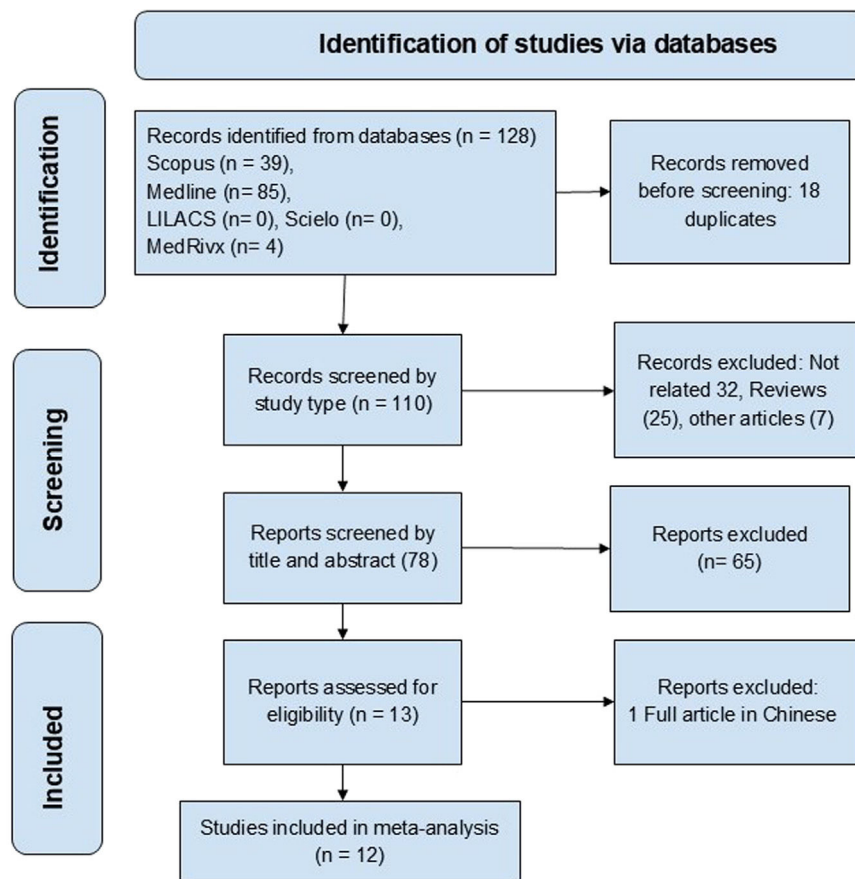 Identification of studies via databases
Identification
Records identified from databases (n = 128)
Scopus (n = 39),
Medline (n = 85),
LILACS (n= 0), Scielo (n= 0),
MedRivx (n= 4)
Records removed
before screening: 18
duplicates
Screening
Records screened by
study type (n = 110)
Records excluded: Not
related 32, Reviews
(25), other articles (7)
Reports screened by
title and abstract (78)
Reports excluded
(n= 65)
Included
Reports assessed for
eligibility (n = 13)
Reports excluded:
1 Full article in Chinese
Studies included in meta-analysis
(n = 12)